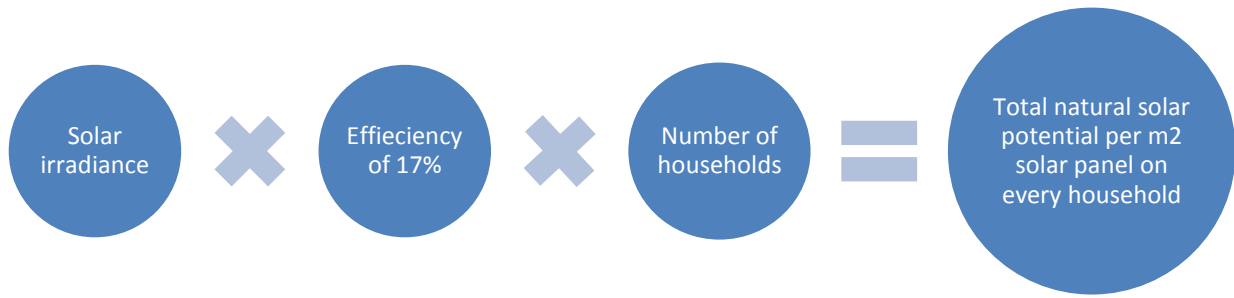 Solar
irradiance
Effieciency
of 17%
Number of
households
Total natural solar
potential per m2
solar panel on
every household